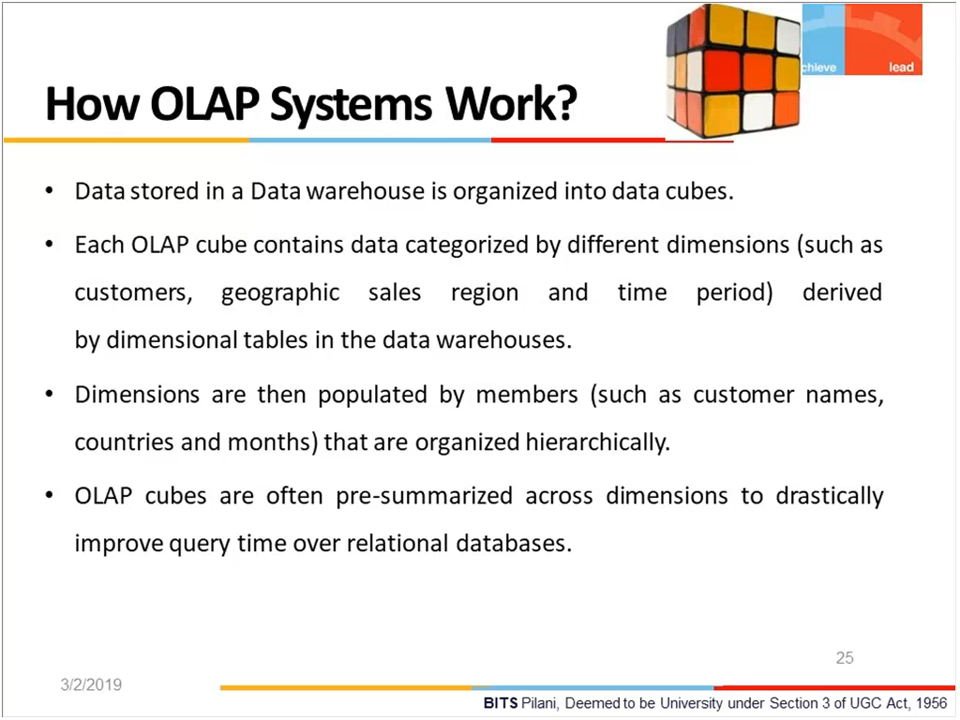 chieve
lead
How OLAP Systems Work?
• Data stored in a Data warehouse is organized into data cubes.
• Each OLAP cube contains data categorized by different dimensions (such as
customers, geographic sales region and time period) derived
by dimensional tables in the data warehouses.
• Dimensions are then populated by members (such as customer names,
countries and months) that are organized hierarchically.
• OLAP cubes are often pre-summarized across dimensions to drastically
improve query time over relational databases.
25
3/2/2019
BITS Pilani, Deemed to be University under Section 3 of UGC Act, 1956